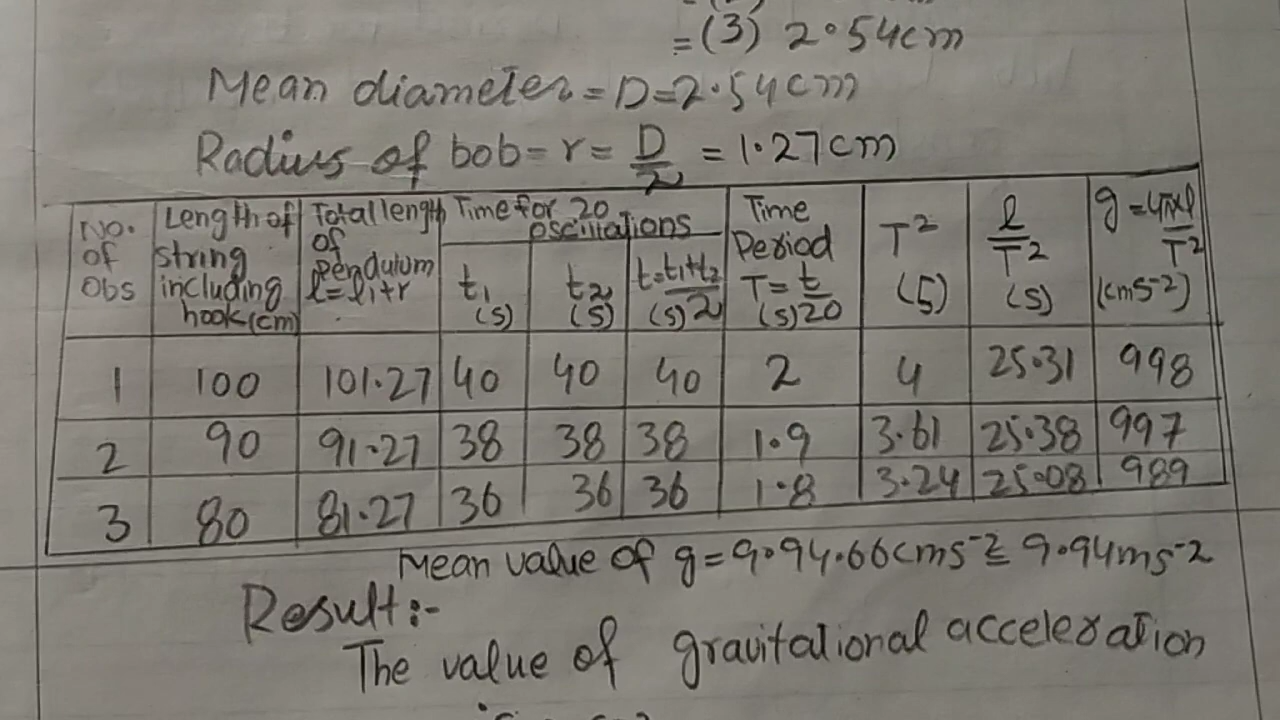 = (3) 2.54cm
Mean diameter = D = 2.54cm
Radius of bob = r = D/2 = 1.27cm
No. of Obs | Length of string including hook (cm) | Total length of pendulum l = l₁+r | Time for 20 oscillations | Time Period T = t/20 (s) | T² (S) | l/T² (s) | g = 4π×l/T² (cms-2)
t₁ (s) | t₂ (s) | t = t₁+t₂/2 (s)
1 | 100 | 101.27 | 40 | 40 | 40 | 2 | 4 | 25.31 | 998
2 | 90 | 91.27 | 38 | 38 | 38 | 1.9 | 3.61 | 25.38 | 997
3 | 80 | 81.27 | 36 | 36 | 36 | 1.8 | 3.24 | 25.08 | 989
Mean value of g = 9.94.66cms-2 = 9.94ms-2
Result:-
The value of gravitational acceleration